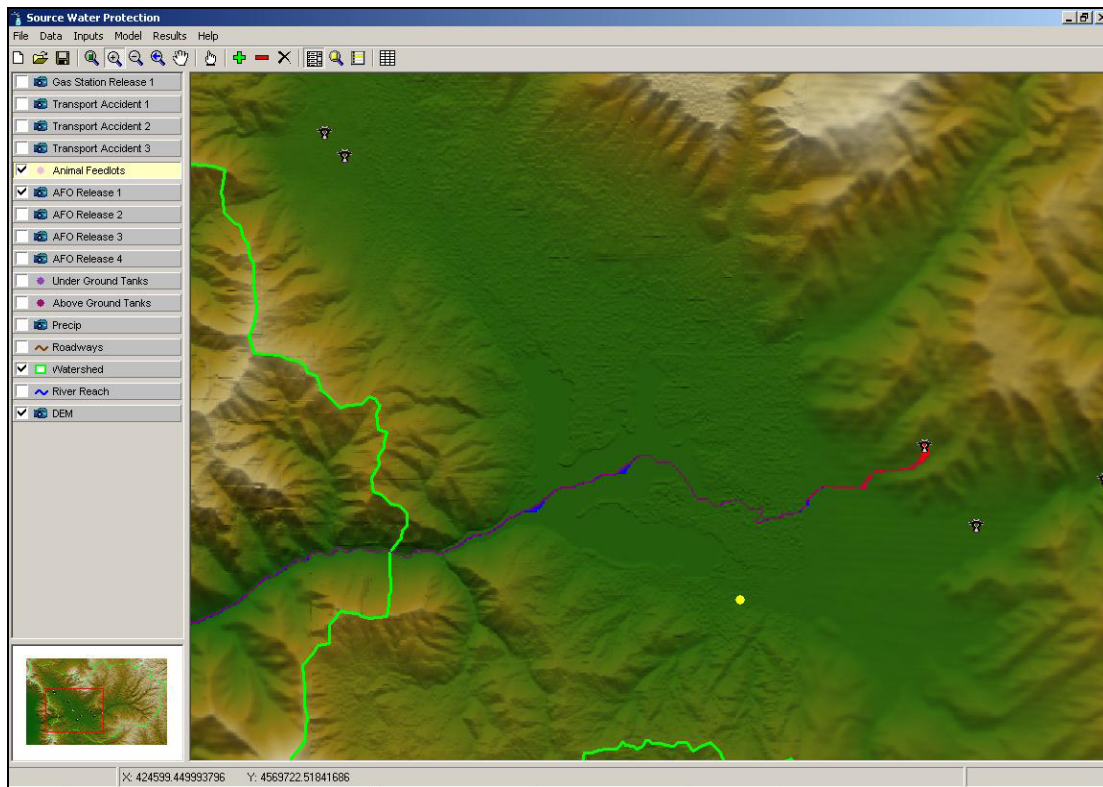 Source Water Protection
File Data Inputs Model Results Help
Gas Station Release 1
Transport Accident 1
Transport Accident 2
Transport Accident 3
Animal Feedlots
AFO Release 1
AFO Release 2
AFO Release 3
AFO Release 4
Under Ground Tanks
Above Ground Tanks
Precip
Roadways
Watershed
River Reach
DEM
X: 424599.449993796 Y: 4569722.51841686